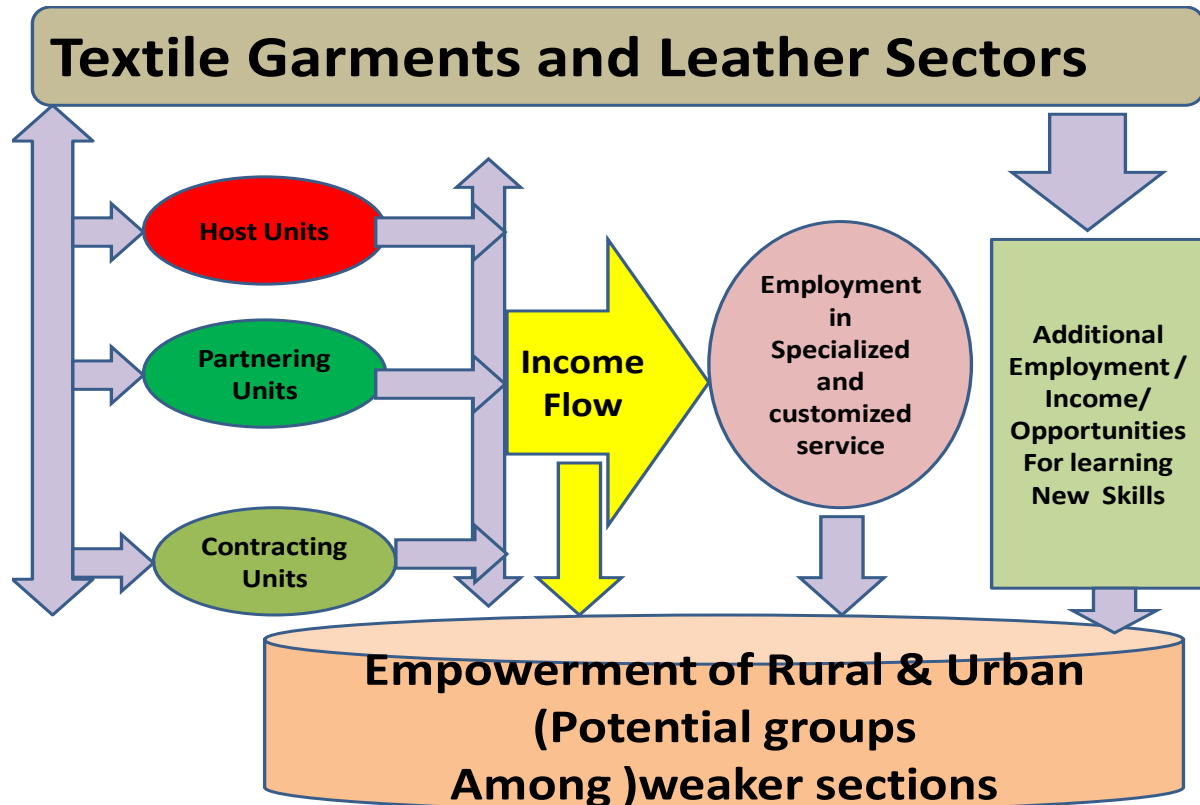 Textile Garments and Leather Sectors
Host Units
Partnering
Units
Contracting
Units
Income
Flow
Employment
in
Specialized
and
customized
service
Additional
Employment /
Income/
Opportunities
For learning
New Skills
Empowerment of Rural & Urban
(Potential groups
Among )weaker sections